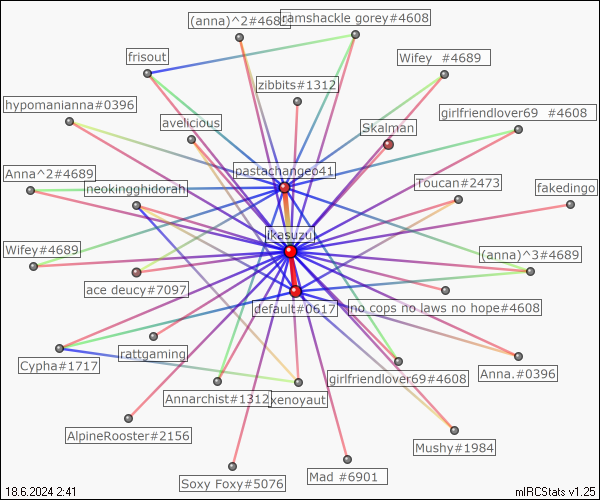 (anna)^2#4689
ramshackle gorey#4608
frisout
Wifey  #4689
zibbits#1312
hypomanianna#0396
girlfriendlover69  #4608
avelicious
Skalman
pastachangeo41
Anna^2#4689
neokingghidorah
Toucan#2473
fakedingo
ikasuzu
Wifey#4689
(anna)^3#4689
ace deucy#7097
default#0617
no cops no laws no hope#4608
rattgaming
Cypha#1717
girlfriendlover69#4608
Anna.#0396
Annarchist#1312
xenoyaut
AlpineRooster#2156
Mushy#1984
Soxy Foxy#5076
Mad #6901
18.6.2024 2:41
mIRCStats v1.25